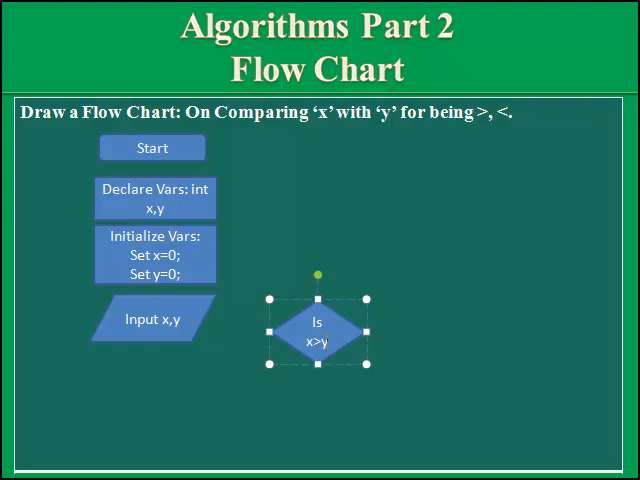 Algorithms Part 2
Flow Chart
Draw a Flow Chart: On Comparing ‘x’ with ‘y’ for being >, <.
Start
Declare Vars: int
x,y
Initialize Vars:
Set x=0;
Set y=0;
Input x,y
Is
x>y